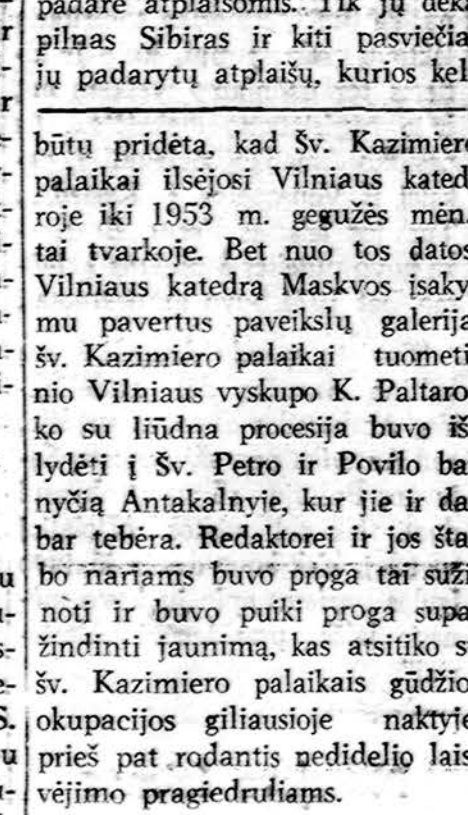 r
r
padarė atplaišomis. Tik jų dėka
pilnas Sibiras ir kiti pasviečia
jų padarytų atplaišų, kurios kel
būtų pridėta, kad Šv. Kazimiero
palaikai ilsėjosi Vilniaus kated
roje iki 1953 m. gegužės mėn.
tai tvarkoje. Bet nuo tos datos
Vilniaus katedrą Maskvos įsaky
mu pavertus paveikslų galerija
šv. Kazimiero palaikai tuometi
nio Vilniaus vyskupo K. Paltaro
ko su liūdna procesija buvo iš
lydėti į Šv. Petro ir Povilo ba
nyčią Antakalnyje, kur jie ir da
bar tebėra. Redaktorei ir jos šta
bo nariams buvo proga tai suži
noti ir buvo puiki proga supa
žindinti jaunimą, kas atsitiko s
šv. Kazimiero palaikais gūdžio
okupacijos giliausioje naktyje
prieš pat rodantis nedidelio lais
vėjimo pragiedruliams.